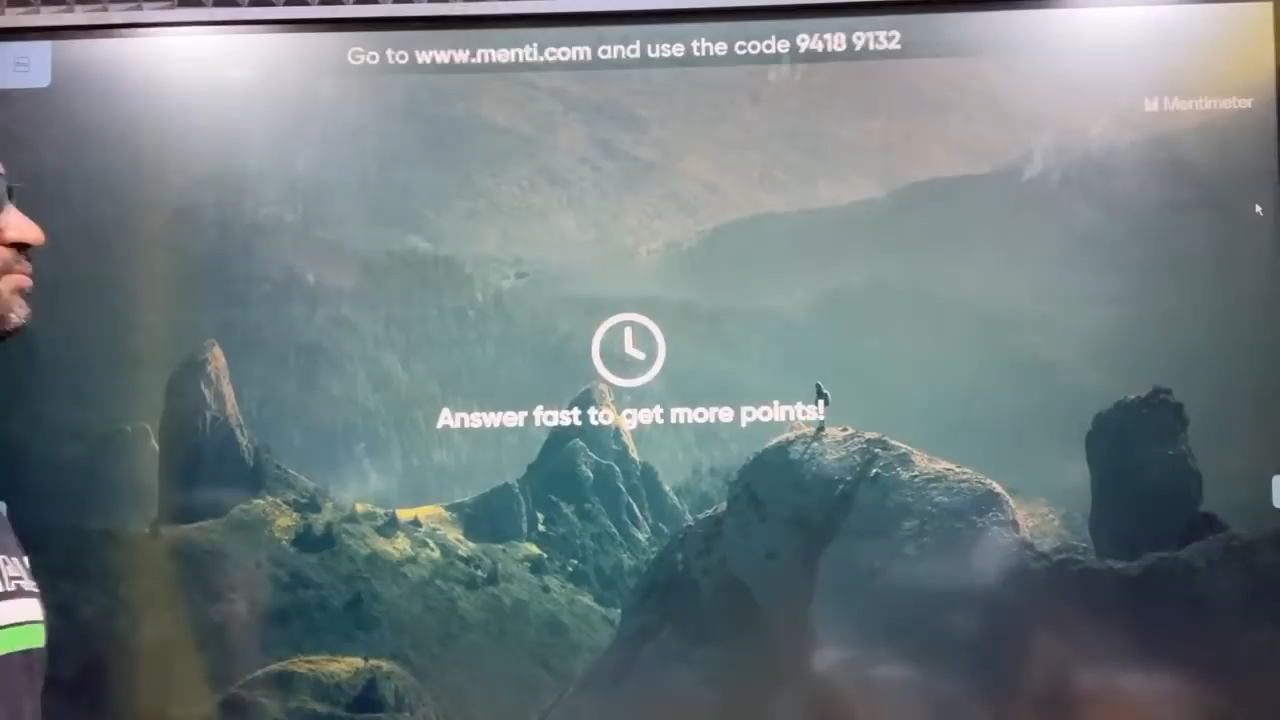 Go to www.menti.com and use the code 9418 9132
Mentimeter
Answer fast to get more points!